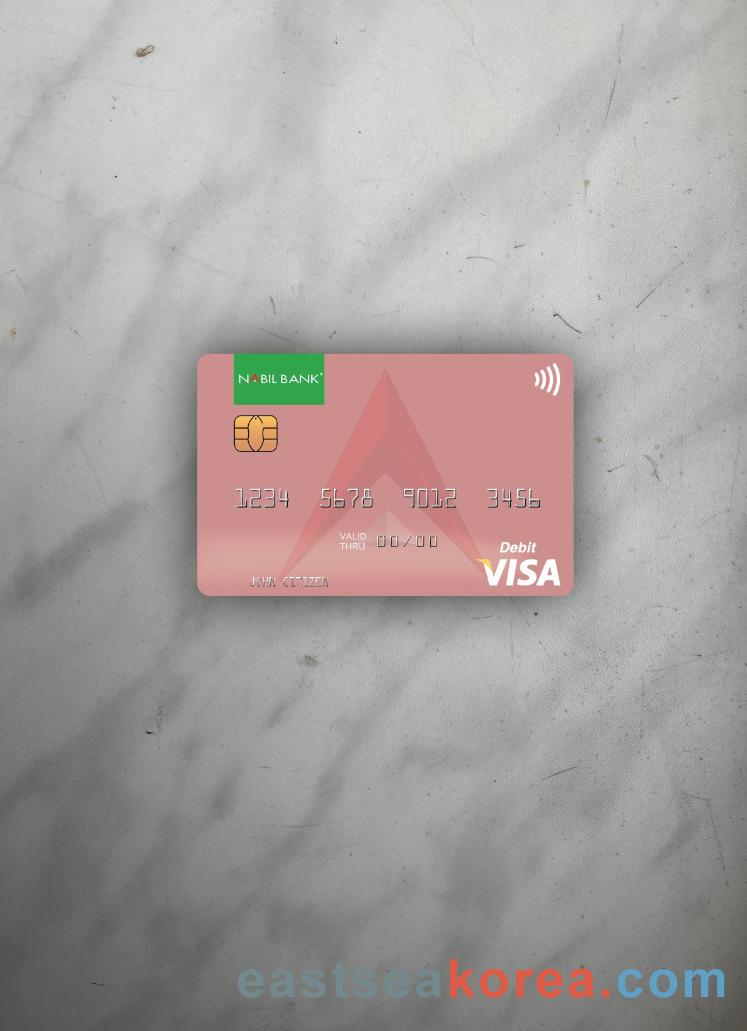 NABIL BANK
1234 5678 9012 3456
VALID
THRU 00/00
Debit
VISA
JOHN CITIZEN
eastseakorea.com